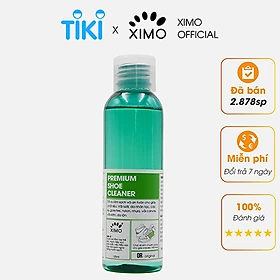 TIKI x XIMO XIMO OFFICIAL
Đã bán
2.878sp
Miễn phí
Đổi trả 7 ngày
100%
Đánh giá
PREMIUM
SHOE
CLEANER
XIMO